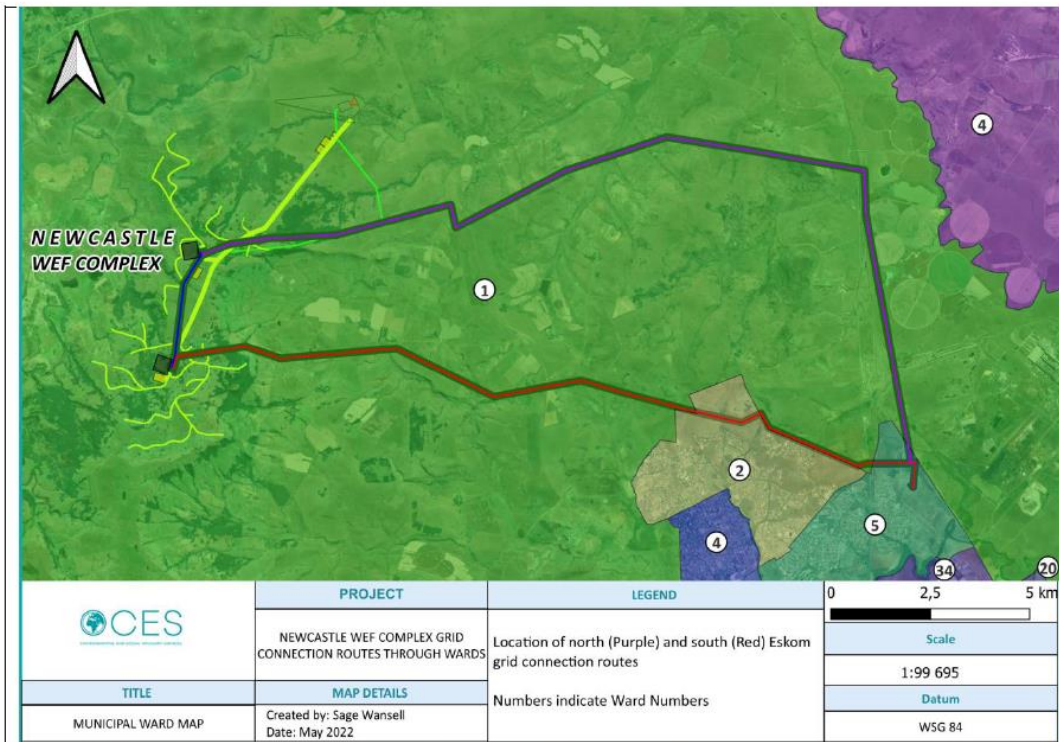 4
NEWCASTLE
WEF COMPLEX
1
2
5
4
34
20
CES
PROJECT
NEWCASTLE WEF COMPLEX GRID
CONNECTION ROUTES THROUGH WARDS
TITLE
MUNICIPAL WARD MAP
MAP DETAILS
Created by: Sage Wansell
Date: May 2022
LEGEND
Location of north (Purple) and south (Red) Eskom
grid connection routes
Numbers indicate Ward Numbers
0 2,5 5 km
Scale
1:99 695
Datum
WSG 84